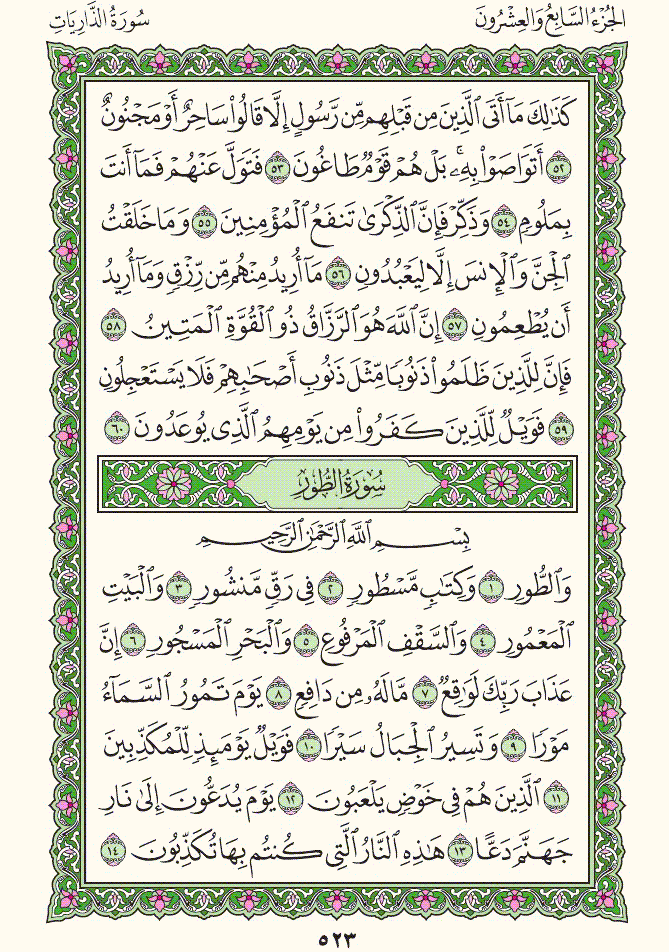 الجُزْءُ السَّابِعُ وَالعِشْرُونَ
سُورَةُ الذَّارِيَاتِ
كَذَٰلِكَ مَآ أَتَى ٱلَّذِينَ مِن قَبۡلِهِم مِّن رَّسُولٍ إِلَّا قَالُواْ سَاحِرٌ أَوۡ مَجۡنُونٌ
٥٢ أَتَوَاصَوۡاْ بِهِۦۚ بَلۡ هُمۡ قَوۡمٞ طَاغُونَ ٥٣ فَتَوَلَّ عَنۡهُمۡ فَمَآ أَنتَ
بِمَلُومٖ ٥٤ وَذَكِّرۡ فَإِنَّ ٱلذِّكۡرَىٰ تَنفَعُ ٱلۡمُؤۡمِنِينَ ٥٥ وَمَا خَلَقۡتُ
ٱلۡجِنَّ وَٱلۡإِنسَ إِلَّا لِيَعۡبُدُونِ ٥٦ مَآ أُرِيدُ مِنۡهُم مِّن رِّزۡقٖ وَمَآ أُرِيدُ
أَن يُطۡعِمُونِ ٥٧ إِنَّ ٱللَّهَ هُوَ ٱلرَّزَّاقُ ذُو ٱلۡقُوَّةِ ٱلۡمَتِينُ ٥٨
فَإِنَّ لِلَّذِينَ ظَلَمُواْ ذَنُوبٗا مِّثۡلَ ذَنُوبِ أَصۡحَٰبِهِمۡ فَلَا يَسۡتَعۡجِلُونِ
٥٩ فَوَيۡلٞ لِّلَّذِينَ كَفَرُواْ مِن يَوۡمِهِمُ ٱلَّذِي يُوعَدُونَ ٦٠
سُورَةُ الطُّورِ
بِسۡمِ ٱللَّهِ ٱلرَّحۡمَٰنِ ٱلرَّحِيمِ
وَٱلطُّورِ ١ وَكِتَٰبٖ مَّسۡطُورٖ ٢ فِي رَقّٖ مَّنشُورٖ ٣ وَٱلۡبَيۡتِ
ٱلۡمَعۡمُورِ ٤ وَٱلسَّقۡفِ ٱلۡمَرۡفُوعِ ٥ وَٱلۡبَحۡرِ ٱلۡمَسۡجُورِ ٦ إِنَّ
عَذَابَ رَبِّكَ لَوَٰقِعٞ ٧ مَّا لَهُۥ مِن دَافِعٖ ٨ يَوۡمَ تَمُورُ ٱلسَّمَآءُ
مَوۡرٗا ٩ وَتَسِيرُ ٱلۡجِبَالُ سَيۡرٗا ١٠ فَوَيۡلٞ يَوۡمَئِذٖ لِّلۡمُكَذِّبِينَ
١١ ٱلَّذِينَ هُمۡ فِي خَوۡضٖ يَلۡعَبُونَ ١٢ يَوۡمَ يُدَعُّونَ إِلَىٰ نَارِ
جَهَنَّمَ دَعًّا ١٣ هَٰذِهِ ٱلنَّارُ ٱلَّتِي كُنتُم بِهَا تُكَذِّبُونَ ١٤
٥٢٣